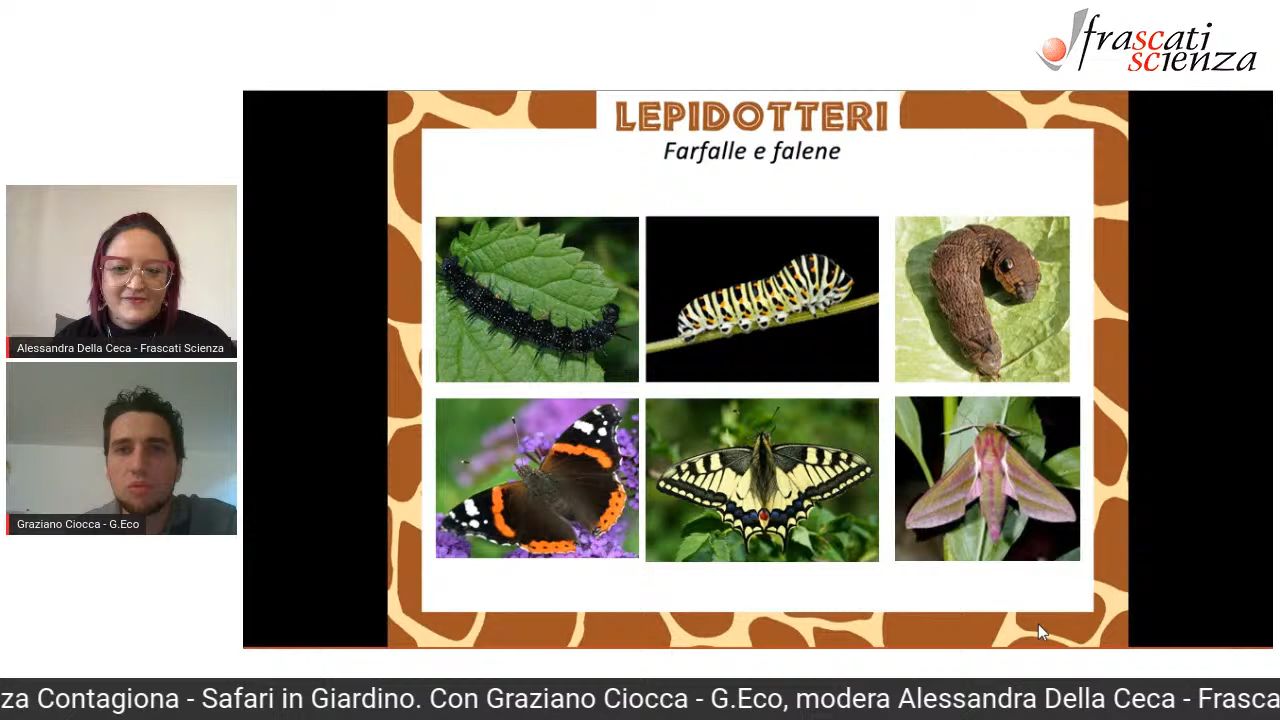 frascati
scienza
LEPIDOTTERI
Farfalle e falene
Alessandra Della Ceca - Frascati Scienza
Graziano Ciocca - G.Eco
za Contagiona - Safari in Giardino. Con Graziano Ciocca - G.Eco, modera Alessandra Della Ceca - Frasca